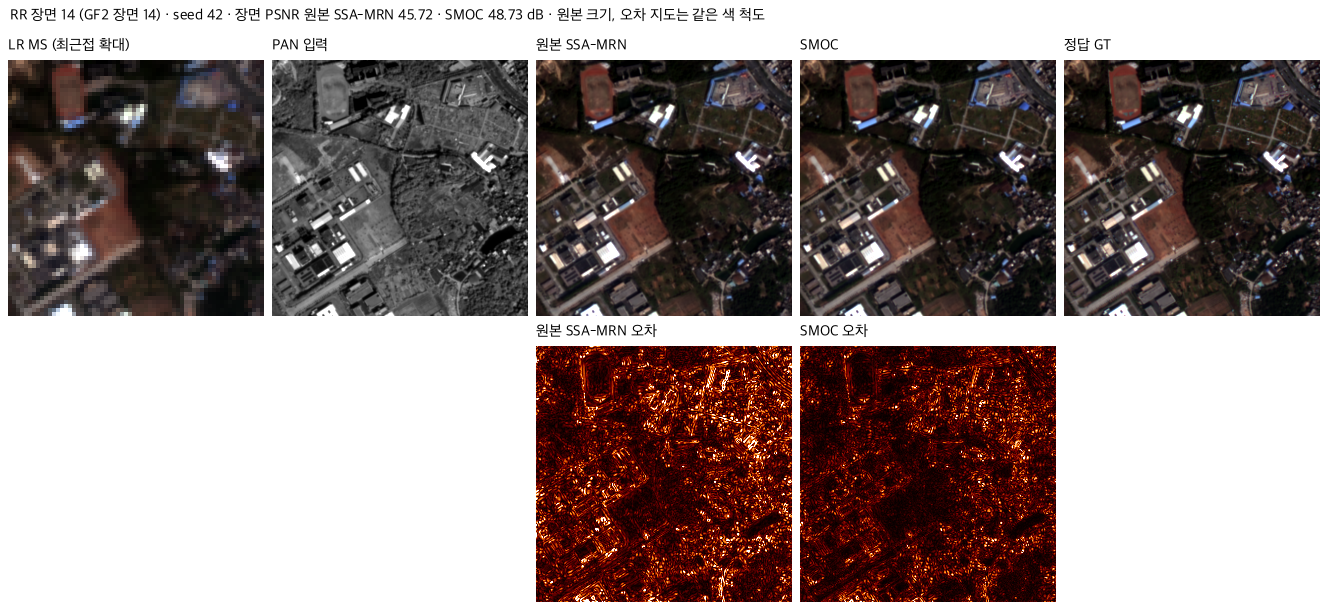 RR 장면 14 (GF2 장면 14) · seed 42 · 장면 PSNR 원본 SSA-MRN 45.72 · SMOC 48.73 dB · 원본 크기, 오차 지도는 같은 색 척도
LR MS (최근접 확대)
PAN 입력
원본 SSA-MRN
SMOC
정답 GT
원본 SSA-MRN 오차
SMOC 오차